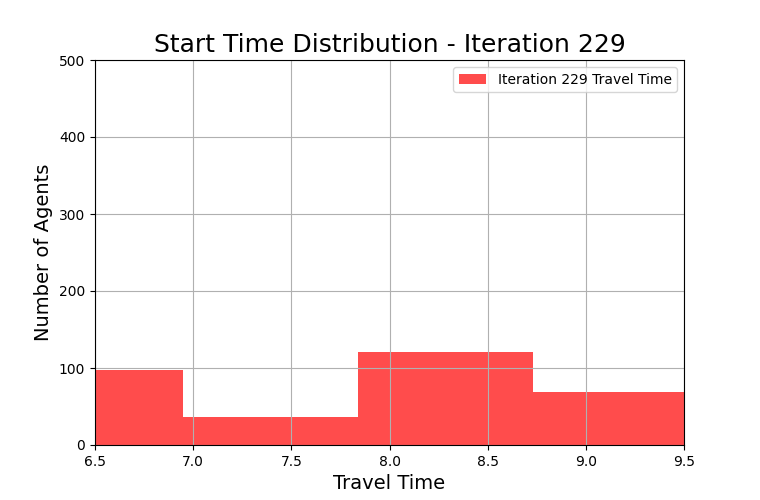 Start Time Distribution - Iteration 229
Iteration 229 Travel Time
500
400
300
200
100
0
Number of Agents
6.5 7.0 7.5 8.0 8.5 9.0 9.5
Travel Time